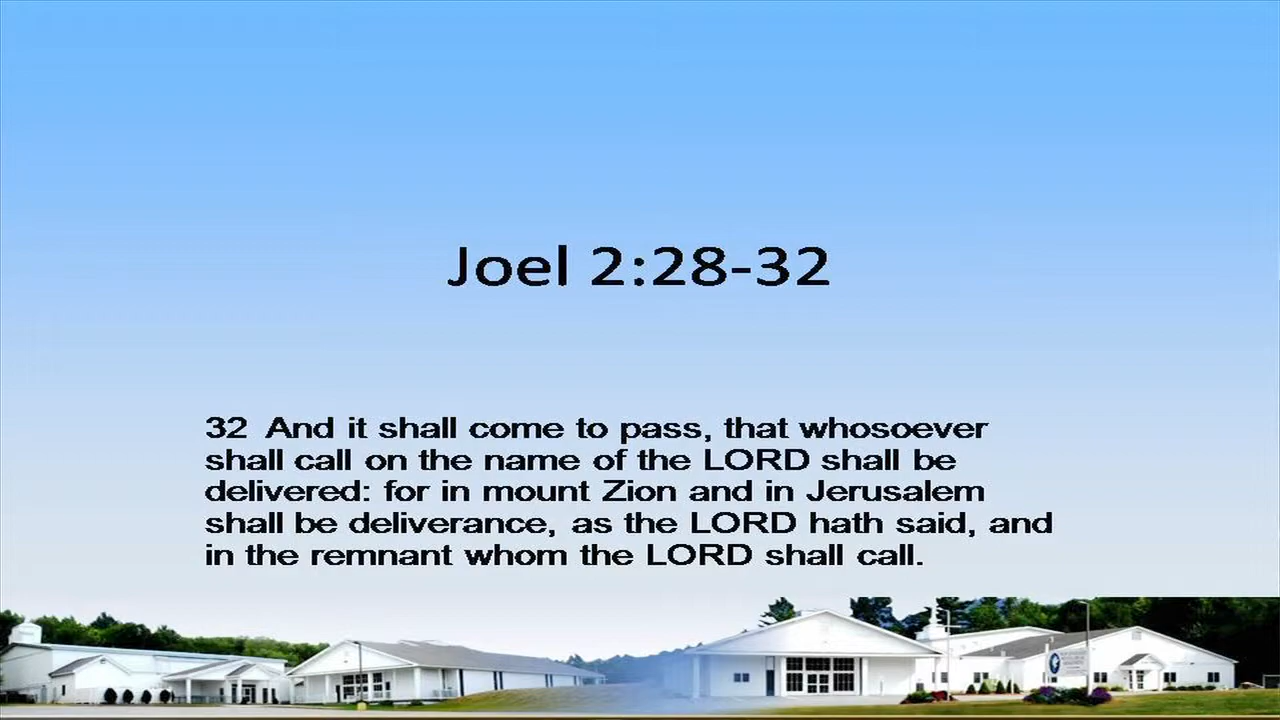 Joel 2:28-32
32 And it shall come to pass, that whosoever
shall call on the name of the LORD shall be
delivered: for in mount Zion and in Jerusalem
shall be deliverance, as the LORD hath said, and
in the remnant whom the LORD shall call.